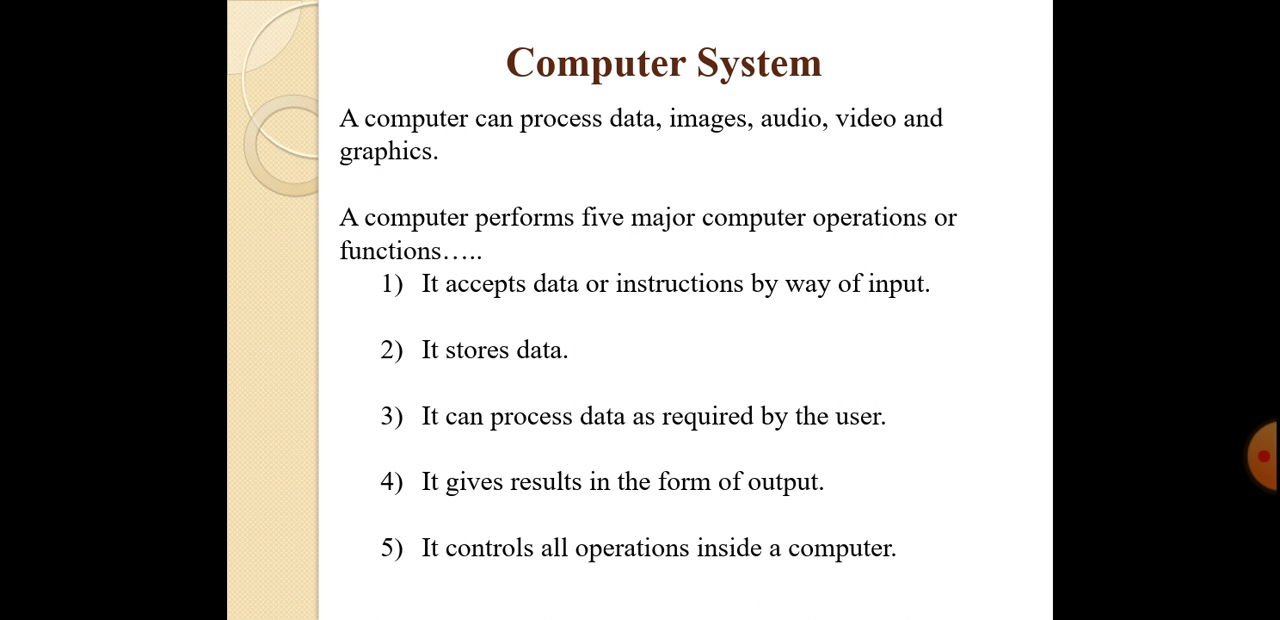 Computer System
A computer can process data, images, audio, video and
graphics.
A computer performs five major computer operations or
functions…..
1) It accepts data or instructions by way of input.
2) It stores data.
3) It can process data as required by the user.
4) It gives results in the form of output.
5) It controls all operations inside a computer.